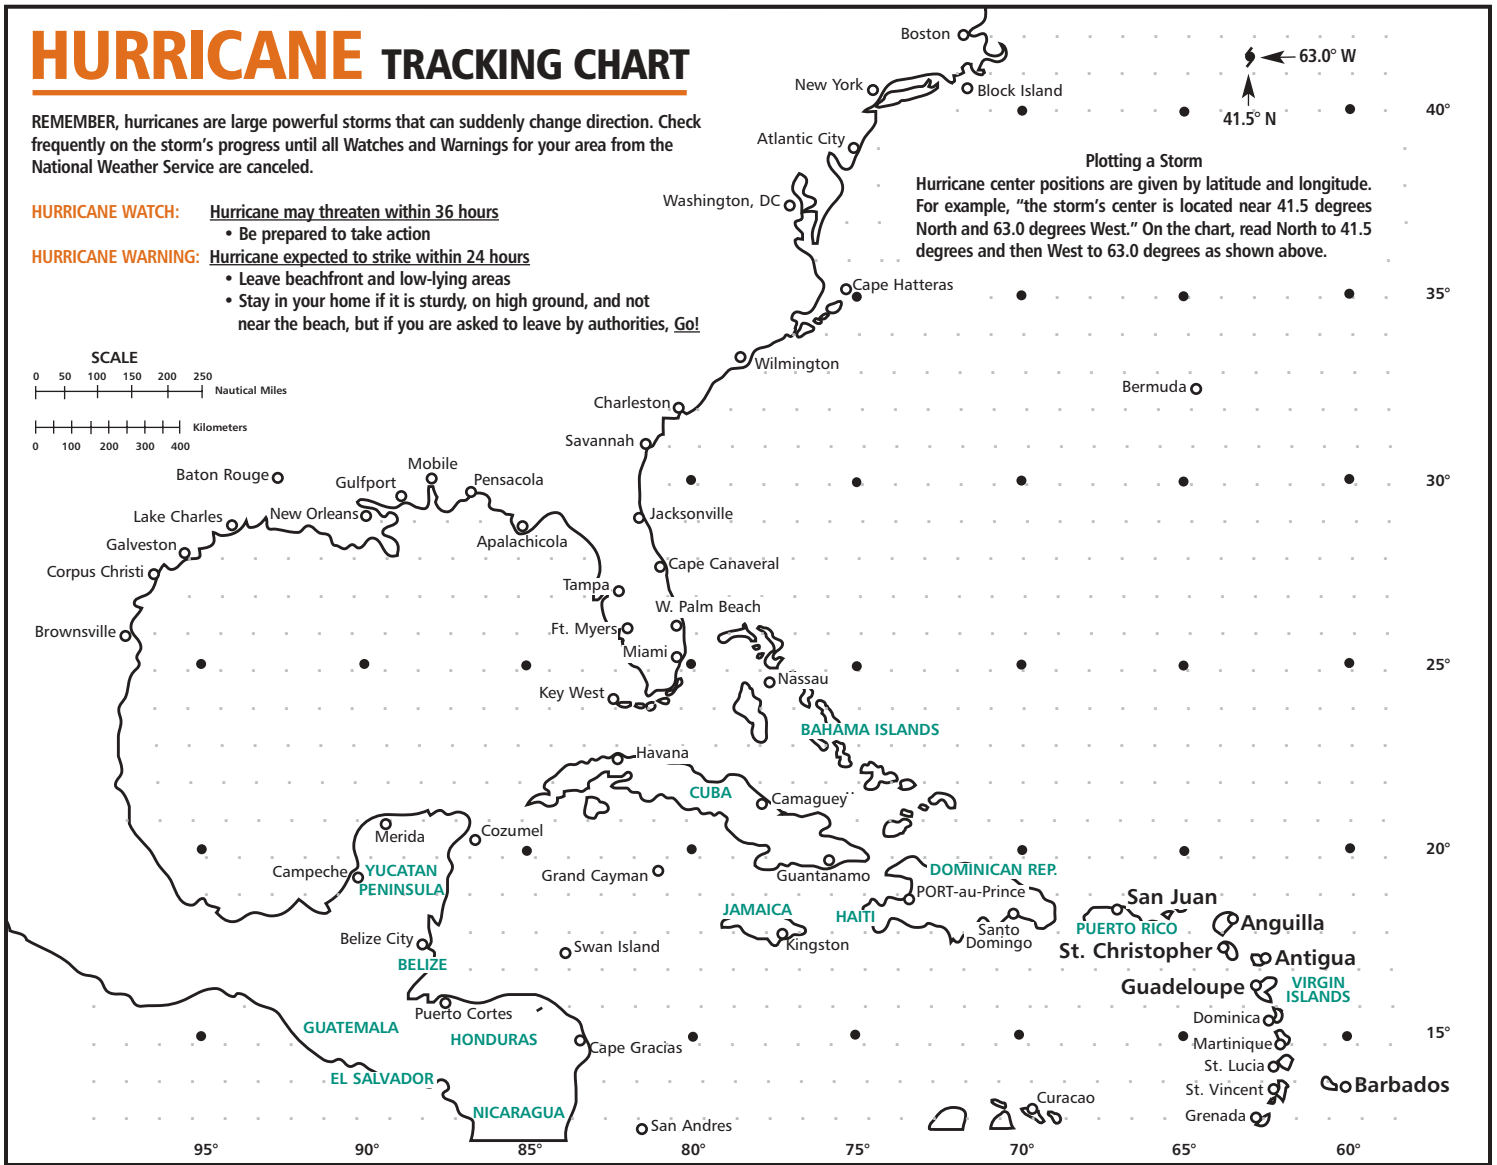 HURRICANE TRACKING CHART
REMEMBER, hurricanes are large powerful storms that can suddenly change direction. Check
frequently on the storm's progress until all Watches and Warnings for your area from the
National Weather Service are canceled.
HURRICANE WATCH: Hurricane may threaten within 36 hours
• Be prepared to take action
HURRICANE WARNING: Hurricane expected to strike within 24 hours
• Leave beachfront and low-lying areas
• Stay in your home if it is sturdy, on high ground, and not
near the beach, but if you are asked to leave by authorities, Go!
SCALE
0 50 100 150 200 250
Nautical Miles
Kilometers
0 100 200 300 400
63.0° W
41.5° N
Plotting a Storm
Hurricane center positions are given by latitude and longitude.
For example, “the storm's center is located near 41.5 degrees
North and 63.0 degrees West.” On the chart, read North to 41.5
degrees and then West to 63.0 degrees as shown above.
Boston
New York
Block Island
Atlantic City
Washington, DC
Cape Hatteras
Wilmington
Bermuda
Charleston
Savannah
Baton Rouge
Mobile
Gulfport
Pensacola
Lake Charles
New Orleans
Jacksonville
Galveston
Apalachicola
Corpus Christi
Cape Canaveral
Tampa
W. Palm Beach
Brownsville
Ft. Myers
Miami
Key West
Nassau
BAHAMA ISLANDS
Havana
CUBA
Camaguey
Merida
Cozumel
Campeche
YUCATAN
PENINSULA
Grand Cayman
Guantanamo
DOMINICAN REP.
PORT-au-Prince
JAMAICA
HAITI
Kingston
Santo
Domingo
San Juan
PUERTO RICO
Anguilla
St. Christopher
Antigua
Guadeloupe
VIRGIN
ISLANDS
Belize City
BELIZE
Swan Island
Puerto Cortes
GUATEMALA
HONDURAS
Cape Gracias
EL SALVADOR
NICARAGUA
San Andres
Curacao
Dominica
Martinique
St. Lucia
St. Vincent
Barbados
Grenada
40°
35°
30°
25°
20°
15°
95° 90° 85° 80° 75° 70° 65° 60°